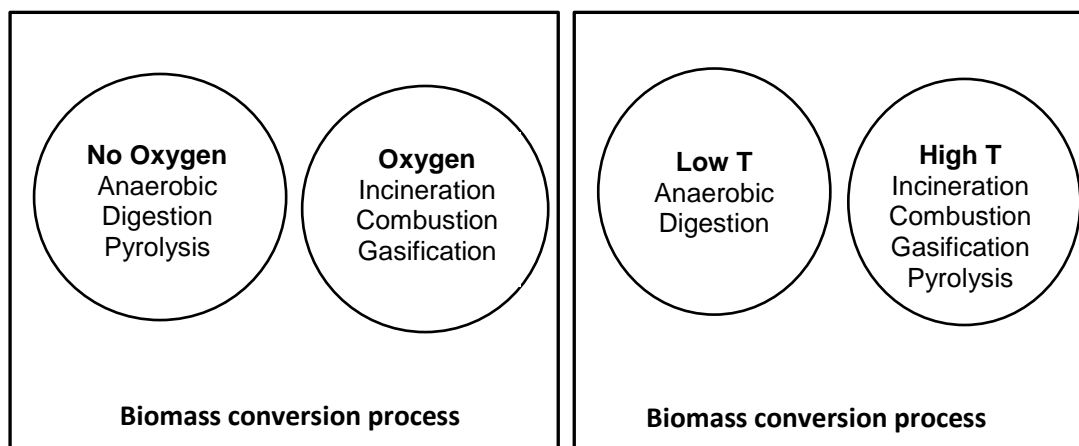 No Oxygen
Anaerobic
Digestion
Pyrolysis
Oxygen
Incineration
Combustion
Gasification
Biomass conversion process
Low T
Anaerobic
Digestion
High T
Incineration
Combustion
Gasification
Pyrolysis
Biomass conversion process